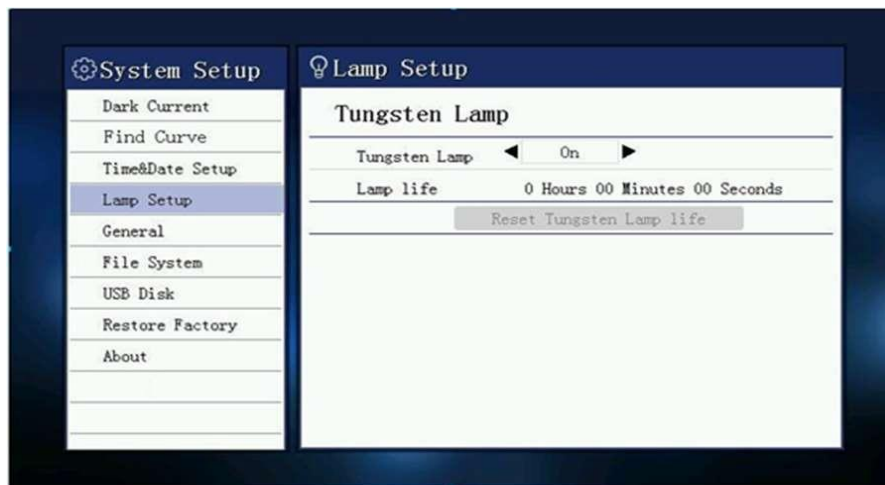 System Setup
Dark Current
Find Curve
Time&Date Setup
Lamp Setup
General
File System
USB Disk
Restore Factory
About
Lamp Setup
Tungsten Lamp
Tungsten Lamp ◀ On ▶
Lamp life 0 Hours 00 Minutes 00 Seconds
Reset Tungsten Lamp life